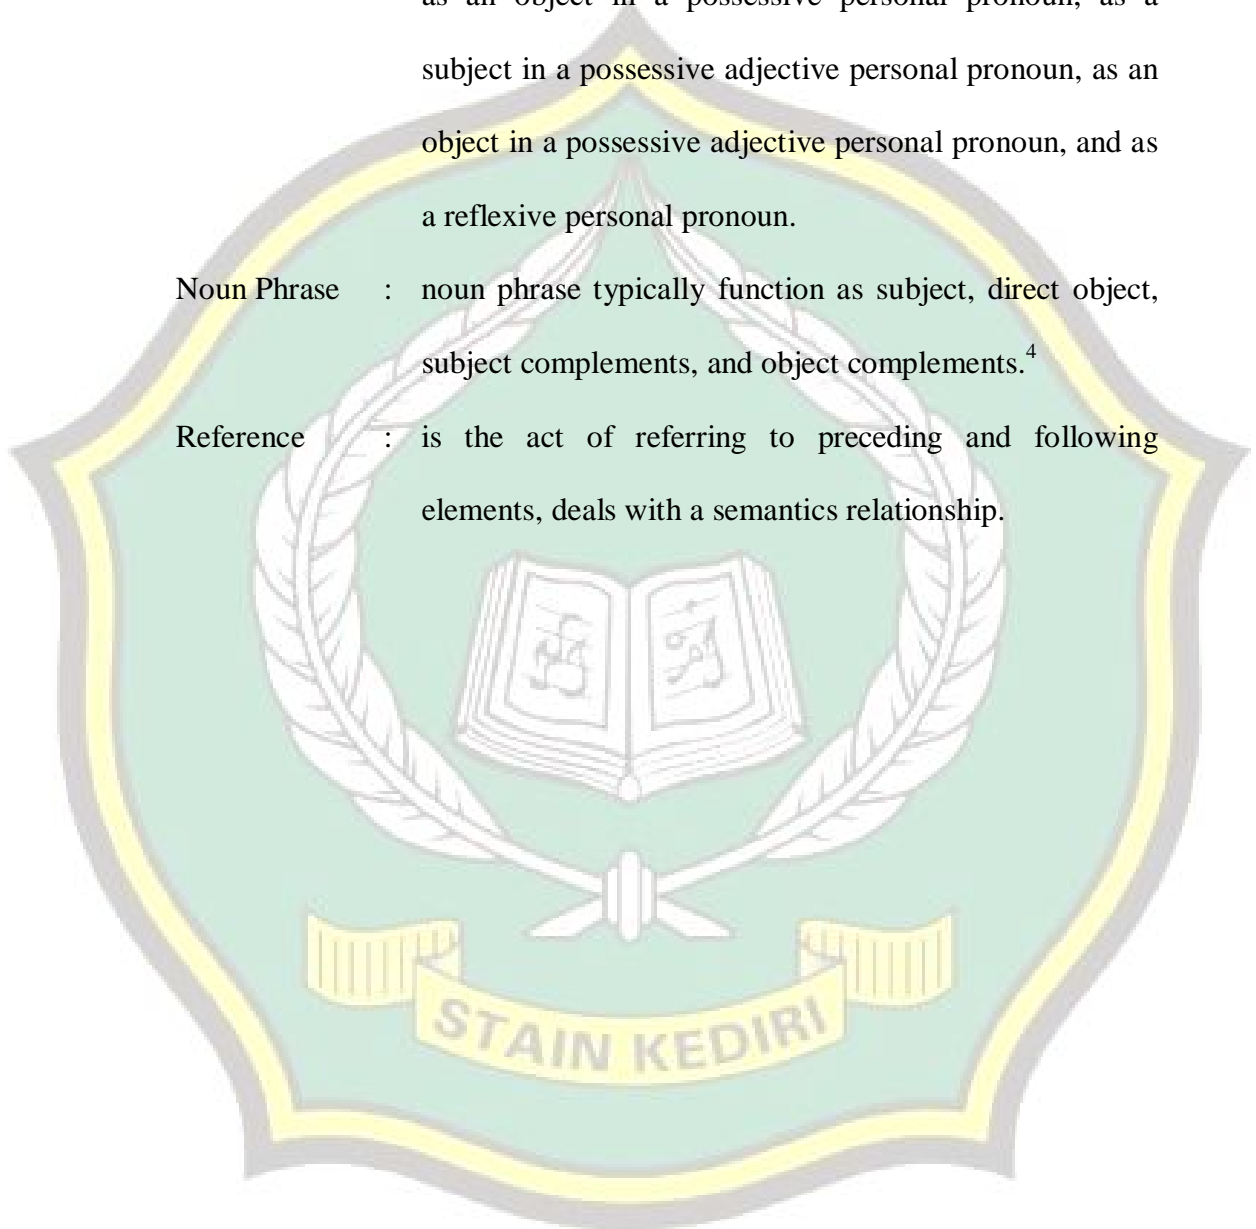 as an object in a possessive personal pronoun, as a
subject in a possessive adjective personal pronoun, as an
object in a possessive adjective personal pronoun, and as
a reflexive personal pronoun.
Noun Phrase : noun phrase typically function as subject, direct object,
subject complements, and object complements.4
Reference : is the act of referring to preceding and following
elements, deals with a semantics relationship.
STAIN KEDIRI